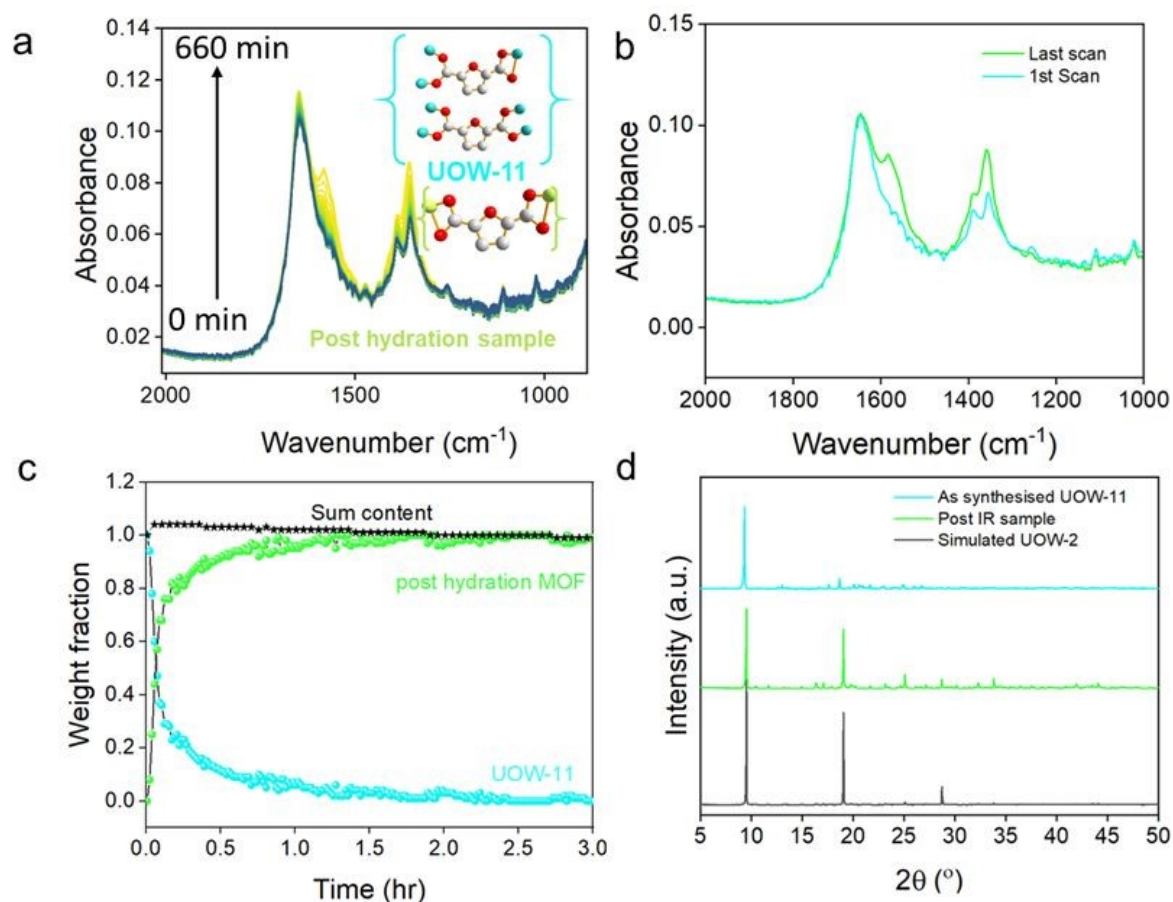 a
660 min
0 min
UOW-11
Post hydration sample
0.14
0.12
0.10
0.08
0.06
0.04
0.02
2000
1500
1000
Absorbance
Wavenumber (cm⁻¹)
b
Last scan
1st Scan
0.15
0.10
0.05
0.00
2000
1800
1600
1400
1200
1000
Absorbance
Wavenumber (cm⁻¹)
c
Sum content
post hydration MOF
UOW-11
1.2
1.0
0.8
0.6
0.4
0.2
0.0
0.0
0.5
1.0
1.5
2.0
2.5
3.0
Weight fraction
Time (hr)
d
As synthesised UOW-11
Post IR sample
Simulated UOW-2
5
10
15
20
25
30
35
40
45
50
Intensity (a.u.)
2θ (º)